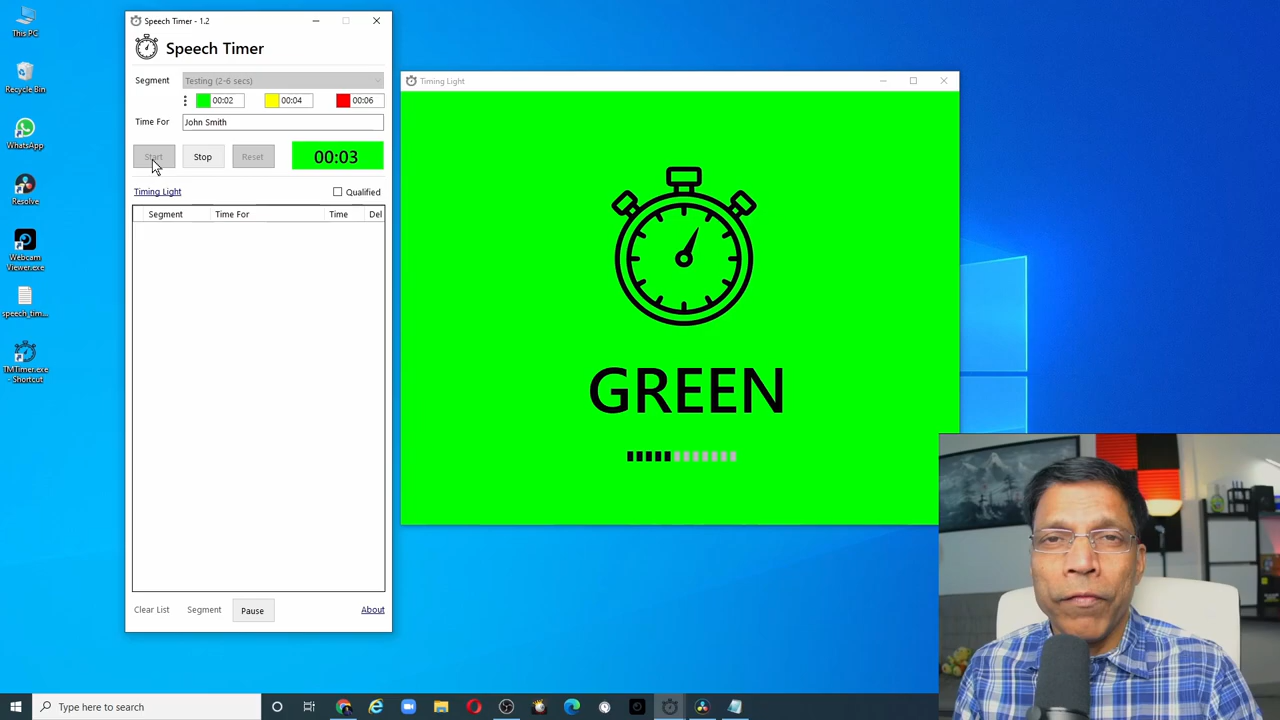 This PC
Recycle Bin
WhatsApp
Resolve
Webcam
Viewer.exe
speech_tim...
TMTimer.exe
- Shortcut
Speech Timer - 1.2
Speech Timer
Segment Testing (2-6 secs)
00:02 00:04 00:06
Time For John Smith
Start Stop Reset 00:03
Timing Light Qualified
Segment Time For Time Del
Clear List Segment Pause About
Timing Light
GREEN
Type here to search